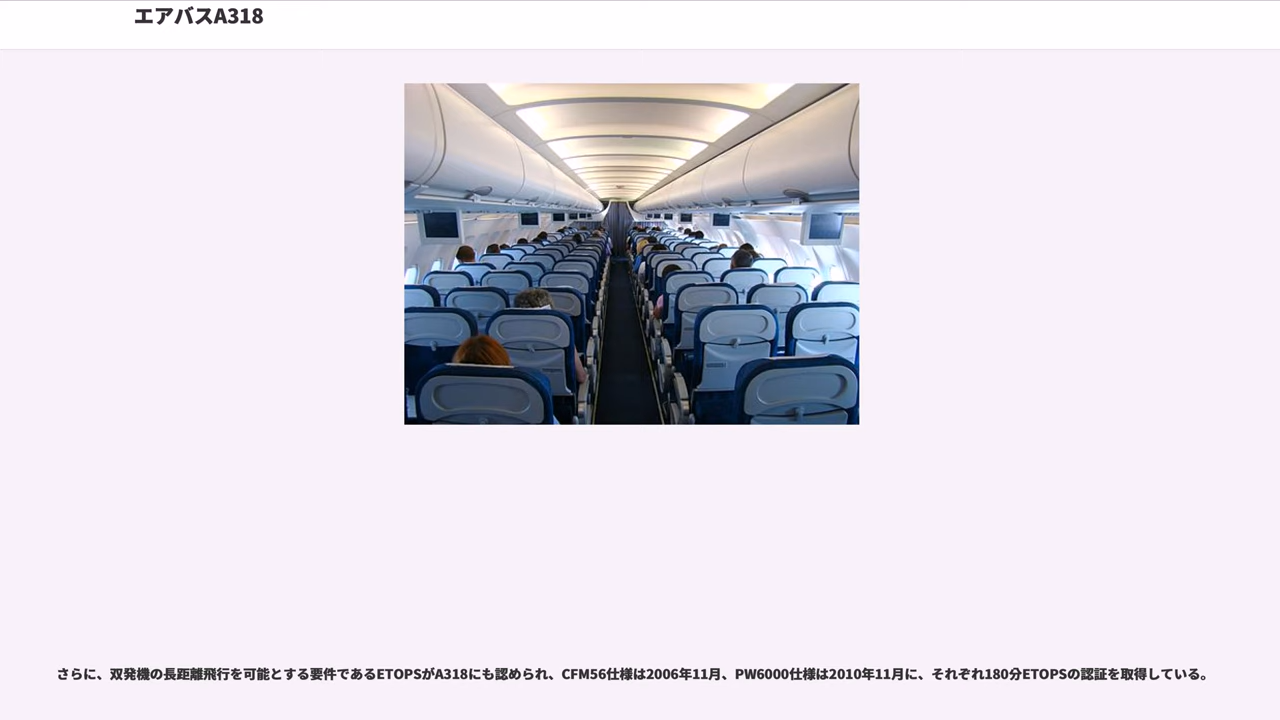 エアバスA318
さらに、双発機の長距離飛行を可能とする要件であるETOPSがA318にも認められ、CFM56仕様は2006年11月、PW6000仕様は2010年11月に、それぞれ180分ETOPSの認証を取得している。